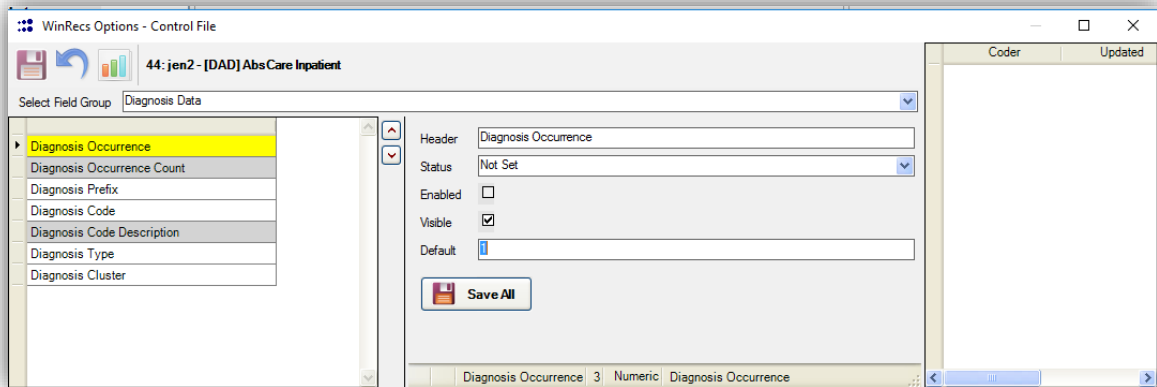 WinRecs Options - Control File
44: jen2 - [DAD] AbsCare Inpatient
Coder Updated
Select Field Group Diagnosis Data
Diagnosis Occurrence
Diagnosis Occurrence Count
Diagnosis Prefix
Diagnosis Code
Diagnosis Code Description
Diagnosis Type
Diagnosis Cluster
Header Diagnosis Occurrence
Status Not Set
Enabled
Visible
Default 1
Save All
Diagnosis Occurrence 3 Numeric Diagnosis Occurrence